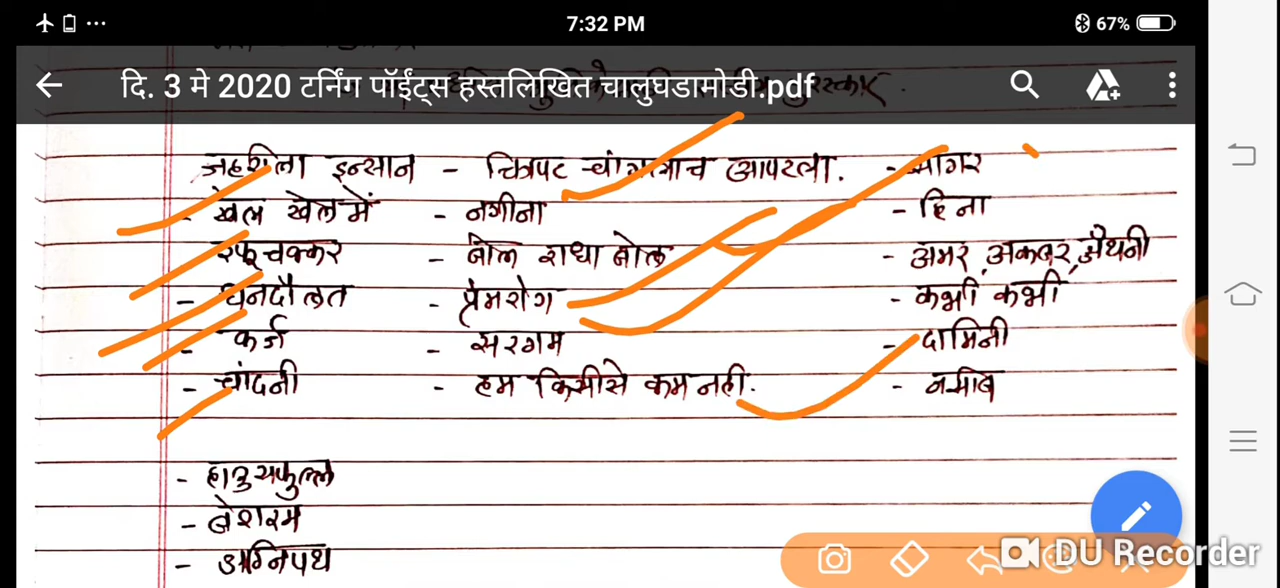 7:32 PM
67%
दि. 3 मे 2020 टर्निंग पॉईंट्स हस्तलिखित चालुघडामोडी.pdf
जहरीला इन्सान - चित्रपट आपटला. - सागर
- खेल खेल में - नगीना - हिना
रफूचक्कर - बोल राधा बोल - अमर, अकबर, अँथनी
- धनदौलत - प्रेमरोग - कभी कभी
- कर्ज - सरगम - दामिनी
- चांदनी - हम किसीसे कम नही. - नसीब
- हाउसफुल्ल
- बेशरम
- अग्निपथ
DU Recorder